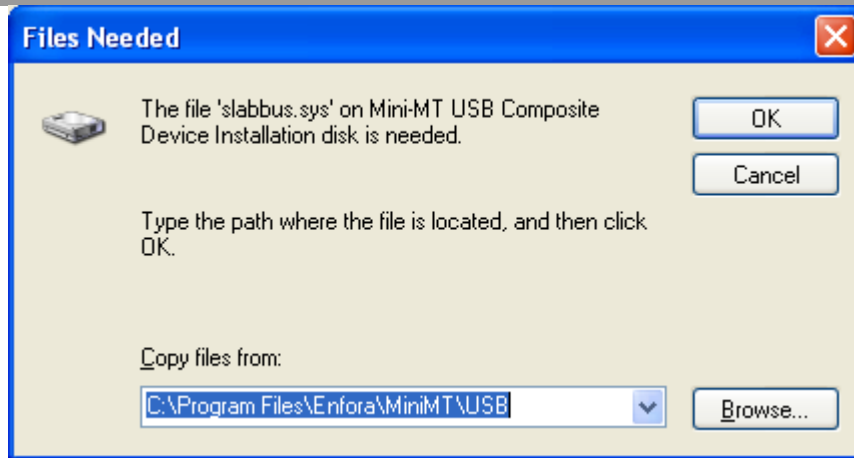 Files Needed
The file 'slabbus.sys' on Mini-MT USB Composite
Device Installation disk is needed.
OK
Cancel
Type the path where the file is located, and then click
OK.
Copy files from:
C:\Program Files\Enfora\MiniMT\USB
Browse...